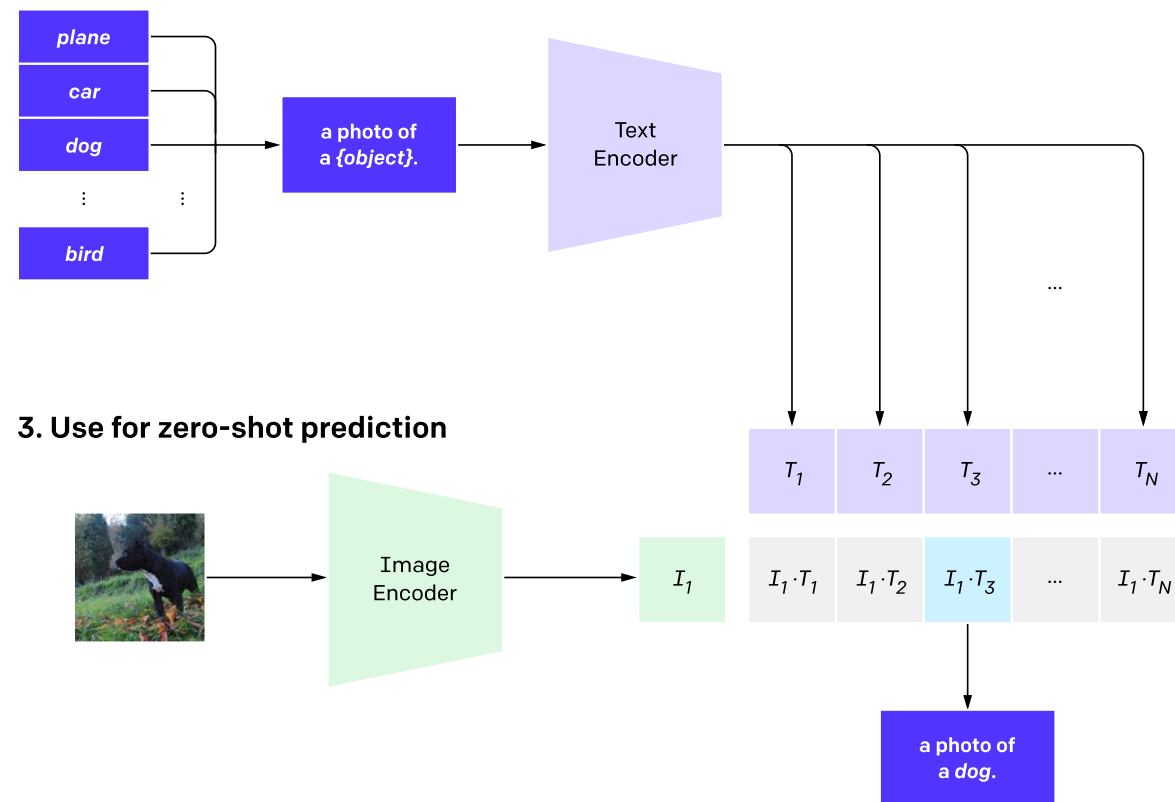 plane
car
dog
⋮ ⋮
bird
a photo of
a {object}.
Text
Encoder
...
3. Use for zero-shot prediction
T1 T2 T3 ... TN
Image
Encoder
I1
I1·T1 I1·T2 I1·T3 ... I1·TN
a photo of
a dog.